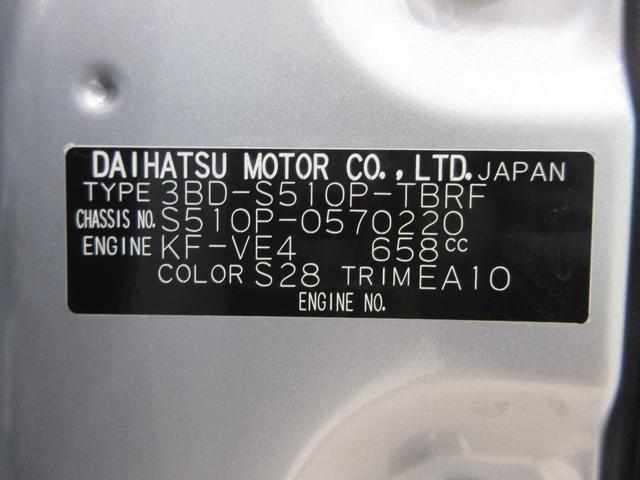 DAIHATSU MOTOR CO.,LTD. JAPAN
TYPE 3BD-S510P-TBRF
CHASSIS NO. S510P-0570220
ENGINE KF-VE4 658CC
COLOR S28 TRIM EA10
ENGINE NO.